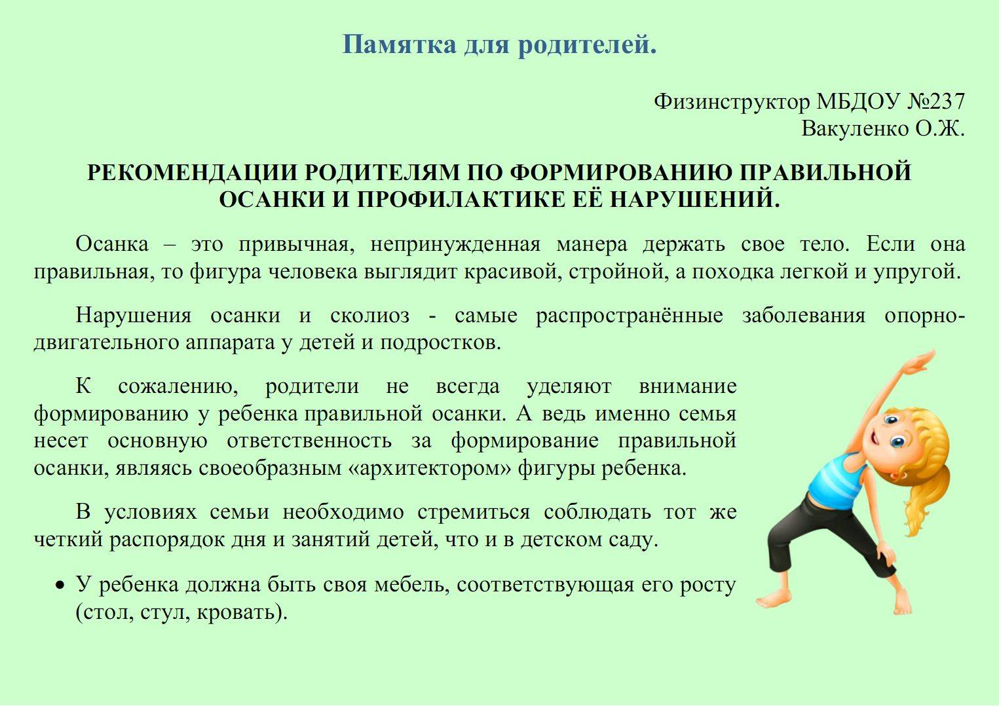 Памятка для родителей.
Физинструктор МБДОУ №237
Вакуленко О.Ж.
РЕКОМЕНДАЦИИ РОДИТЕЛЯМ ПО ФОРМИРОВАНИЮ ПРАВИЛЬНОЙ
ОСАНКИ И ПРОФИЛАКТИКЕ ЕЁ НАРУШЕНИЙ.
Осанка – это привычная, непринужденная манера держать свое тело. Если она
правильная, то фигура человека выглядит красивой, стройной, а походка легкой и упругой.
Нарушения осанки и сколиоз - самые распространённые заболевания опорно-
двигательного аппарата у детей и подростков.
К сожалению, родители не всегда уделяют внимание
формированию у ребенка правильной осанки. А ведь именно семья
несет основную ответственность за формирование правильной
осанки, являясь своеобразным «архитектором» фигуры ребенка.
В условиях семьи необходимо стремиться соблюдать тот же
четкий распорядок дня и занятий детей, что и в детском саду.
• У ребенка должна быть своя мебель, соответствующая его росту
(стол, стул, кровать).